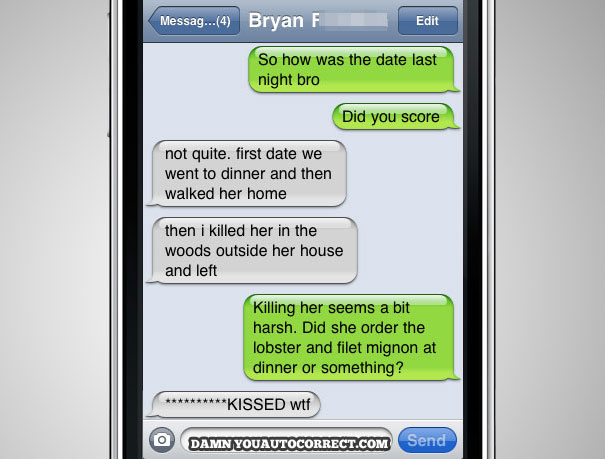 Messag...(4)
Bryan F
Edit
So how was the date last
night bro
Did you score
not quite. first date we
went to dinner and then
walked her home
then i killed her in the
woods outside her house
and left
Killing her seems a bit
harsh. Did she order the
lobster and filet mignon at
dinner or something?
**********KISSED wtf
DAMNYOUAUTOCORRECT.COM
Send